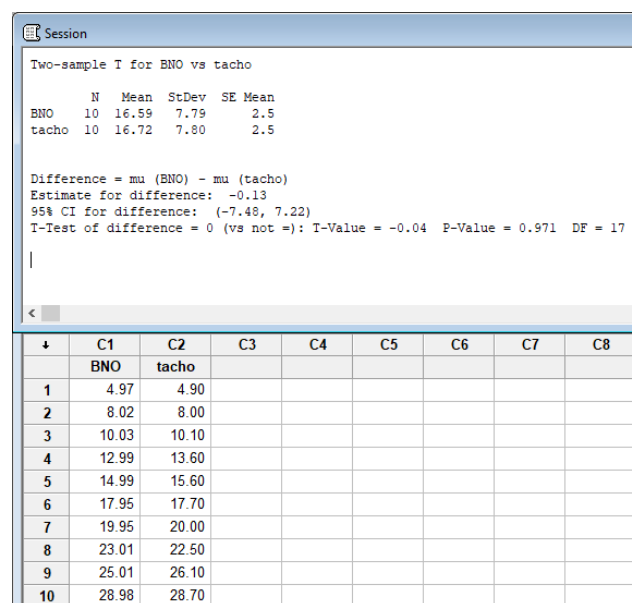 Session
Two-sample T for BNO vs tacho
N Mean StDev SE Mean
BNO 10 16.59 7.79 2.5
tacho 10 16.72 7.80 2.5
Difference = mu (BNO) - mu (tacho)
Estimate for difference: -0.13
95% CI for difference: (-7.48, 7.22)
T-Test of difference = 0 (vs not =): T-Value = -0.04 P-Value = 0.971 DF = 17
C1 C2 C3 C4 C5 C6 C7 C8
BNO tacho
1 4.97 4.90
2 8.02 8.00
3 10.03 10.10
4 12.99 13.60
5 14.99 15.60
6 17.95 17.70
7 19.95 20.00
8 23.01 22.50
9 25.01 26.10
10 28.98 28.70